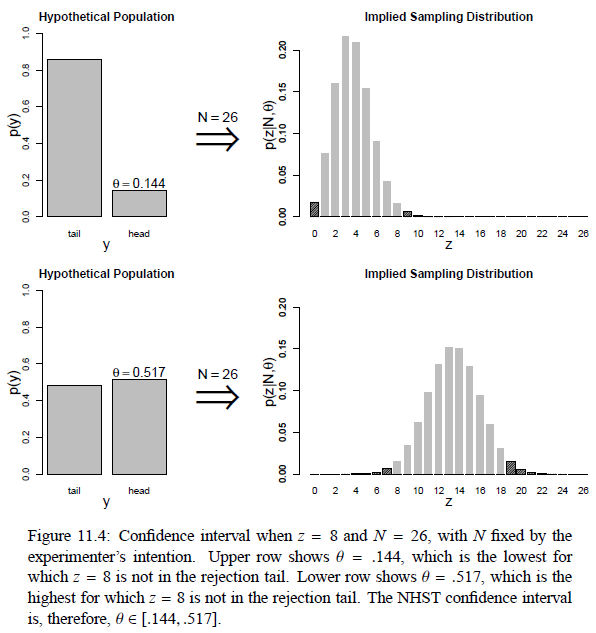 Hypothetical Population
Implied Sampling Distribution
p(y)
0.0 0.2 0.4 0.6 0.8 1.0
θ = 0.144
tail head
y
N = 26
⇒
p(z|N,θ)
0.00 0.05 0.10 0.15 0.20
0 2 4 6 8 10 12 14 16 18 20 22 24 26
z
Hypothetical Population
Implied Sampling Distribution
p(y)
0.0 0.2 0.4 0.6 0.8 1.0
θ = 0.517
tail head
y
N = 26
⇒
p(z|N,θ)
0.00 0.05 0.10 0.15 0.20
0 2 4 6 8 10 12 14 16 18 20 22 24 26
z
Figure 11.4: Confidence interval when z = 8 and N = 26, with N fixed by the
experimenter's intention. Upper row shows θ = .144, which is the lowest for
which z = 8 is not in the rejection tail. Lower row shows θ = .517, which is the
highest for which z = 8 is not in the rejection tail. The NHST confidence interval
is, therefore, θ ∈ [.144, .517].